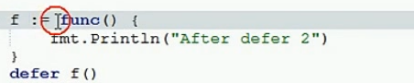 f := func() {
    fmt.Println("After defer 2")
}
defer f()